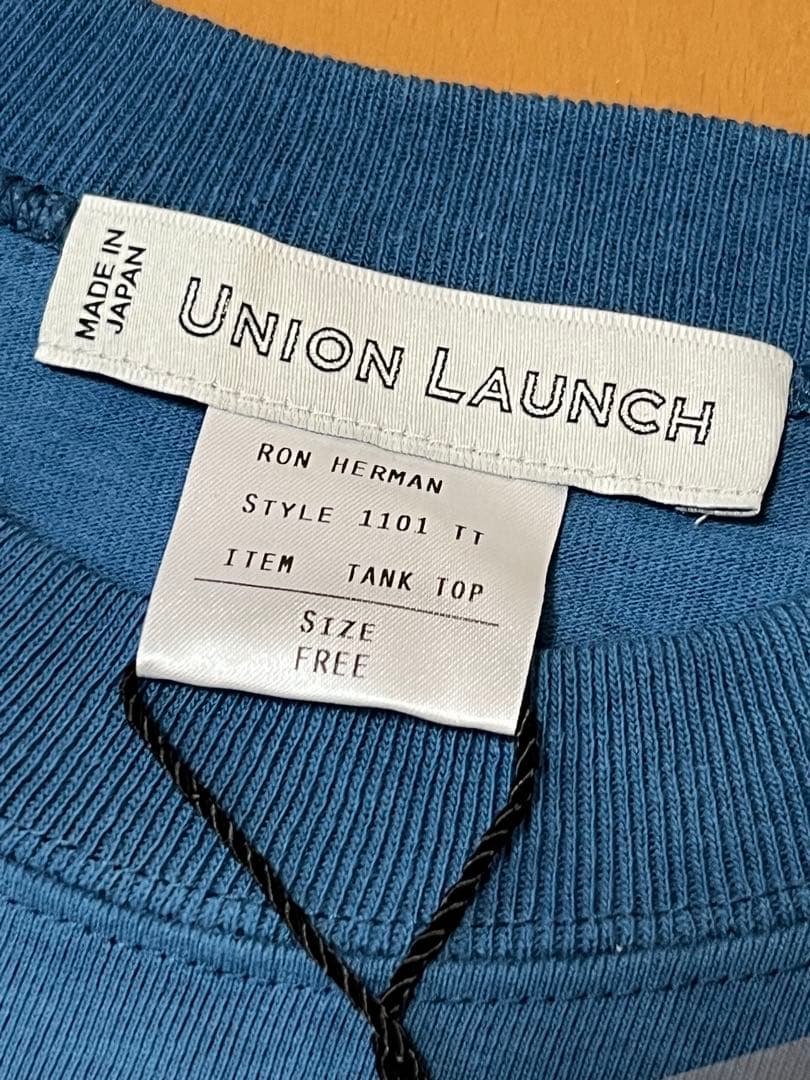 MADE IN
JAPAN
UNION LAUNCH
RON HERMAN
STYLE 1101 TT
ITEM TANK TOP
SIZE
FREE